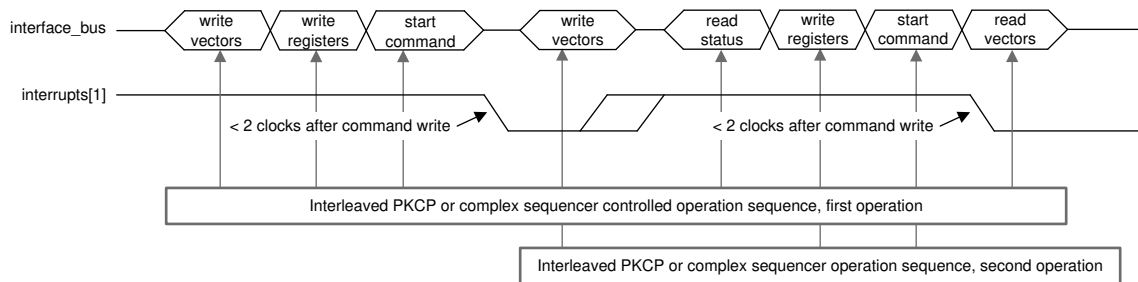 interface_bus
write
vectors
write
registers
start
command
write
vectors
read
status
write
registers
start
command
read
vectors
interrupts[1]
< 2 clocks after command write
< 2 clocks after command write
Interleaved PKCP or complex sequencer controlled operation sequence, first operation
Interleaved PKCP or complex sequencer operation sequence, second operation